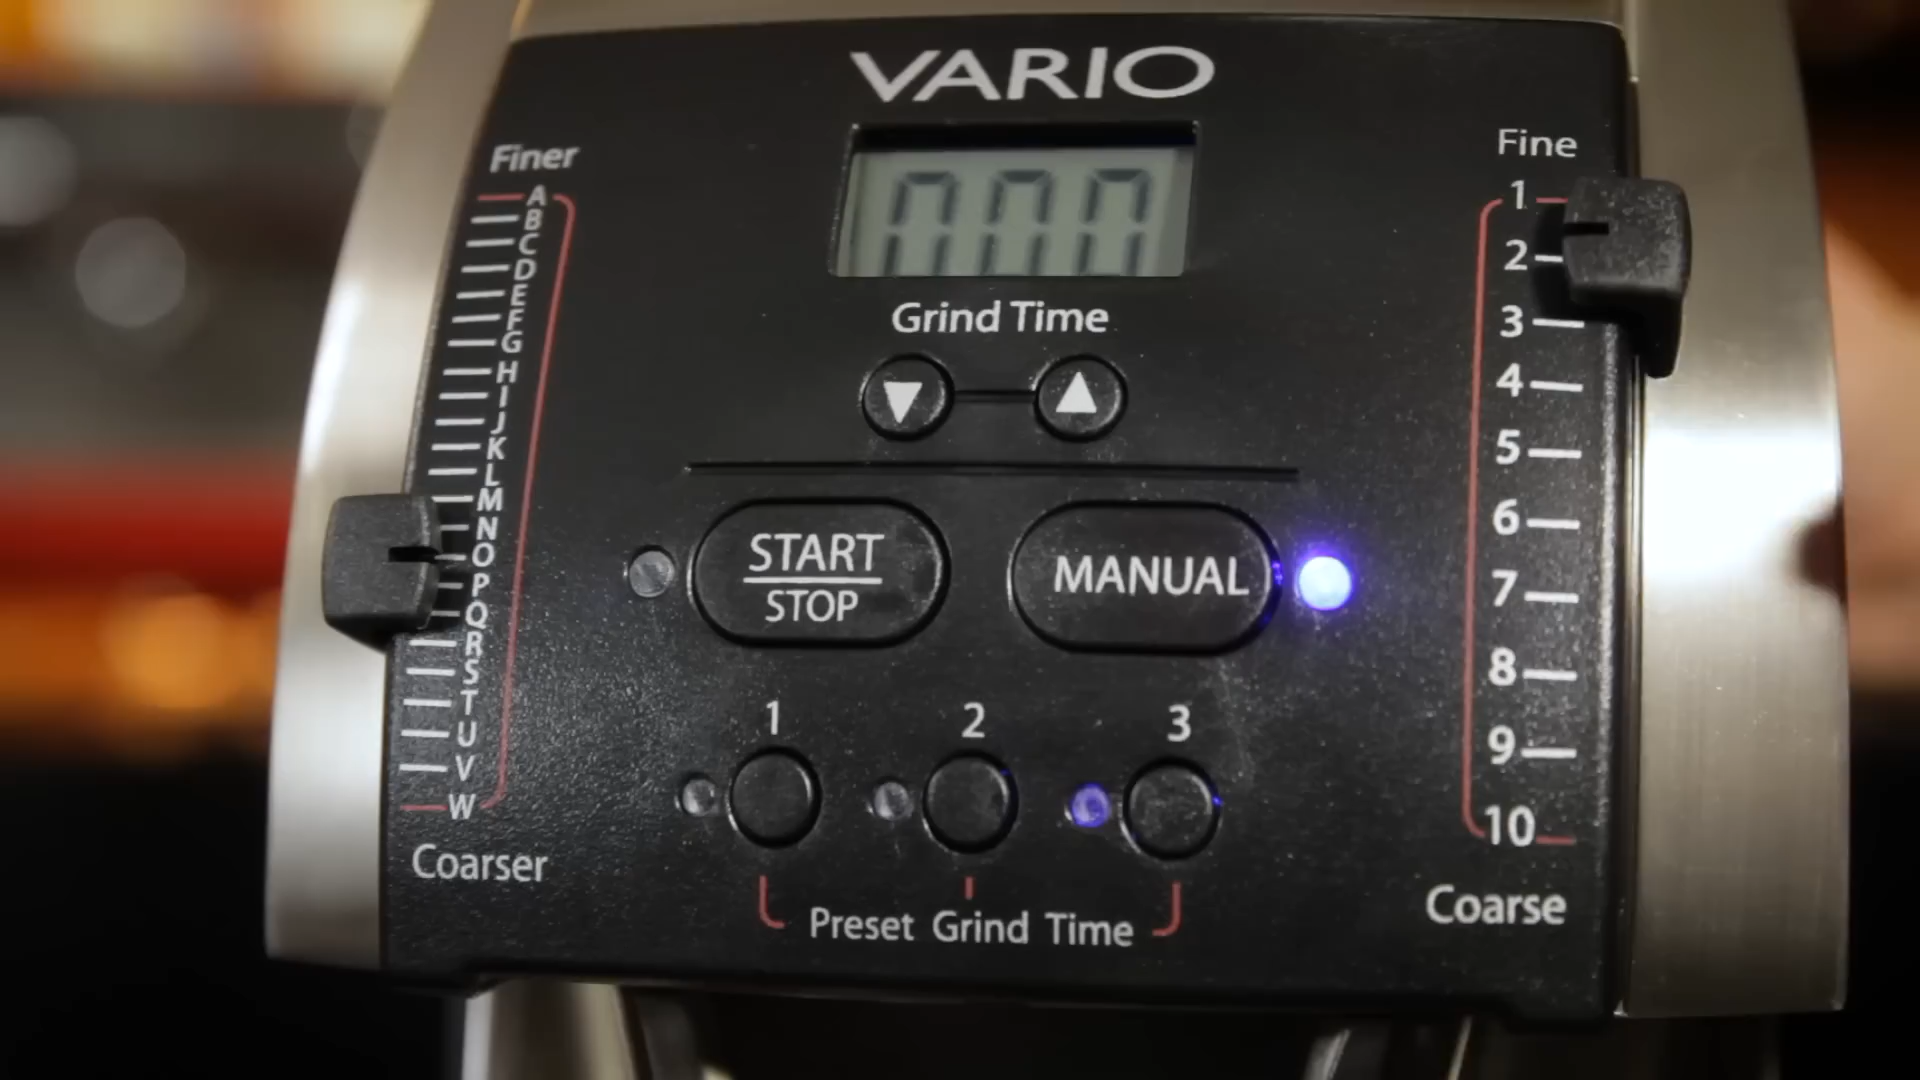 VARIO
Finer
A
B
C
D
E
F
G
H
I
J
K
L
M
N
O
P
Q
R
S
T
U
V
W
Coarser
000
Grind Time
START
STOP
MANUAL
1 2 3
Preset Grind Time
Fine
1
2
3
4
5
6
7
8
9
10
Coarse